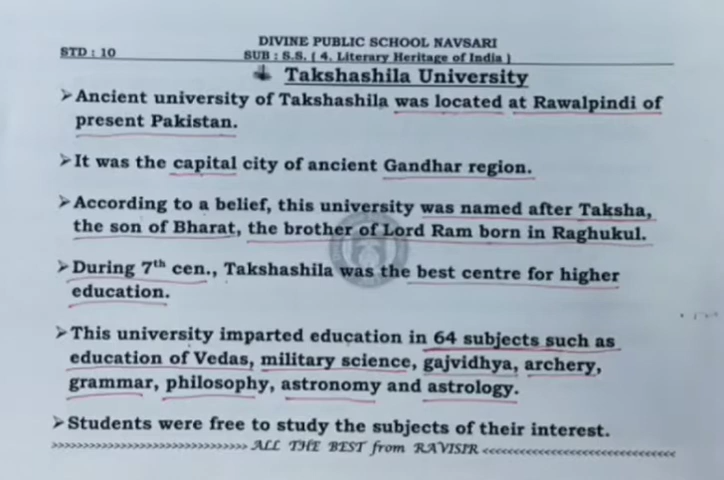 DIVINE PUBLIC SCHOOL NAVSARI
STD : 10 SUB : S.S. ( 4. Literary Heritage of India )
Takshashila University
➢Ancient university of Takshashila was located at Rawalpindi of
present Pakistan.
➢It was the capital city of ancient Gandhar region.
➢According to a belief, this university was named after Taksha,
the son of Bharat, the brother of Lord Ram born in Raghukul.
➢During 7th cen., Takshashila was the best centre for higher
education.
➢This university imparted education in 64 subjects such as
education of Vedas, military science, gajvidhya, archery,
grammar, philosophy, astronomy and astrology.
➢Students were free to study the subjects of their interest.
ALL THE BEST from RAVISIR